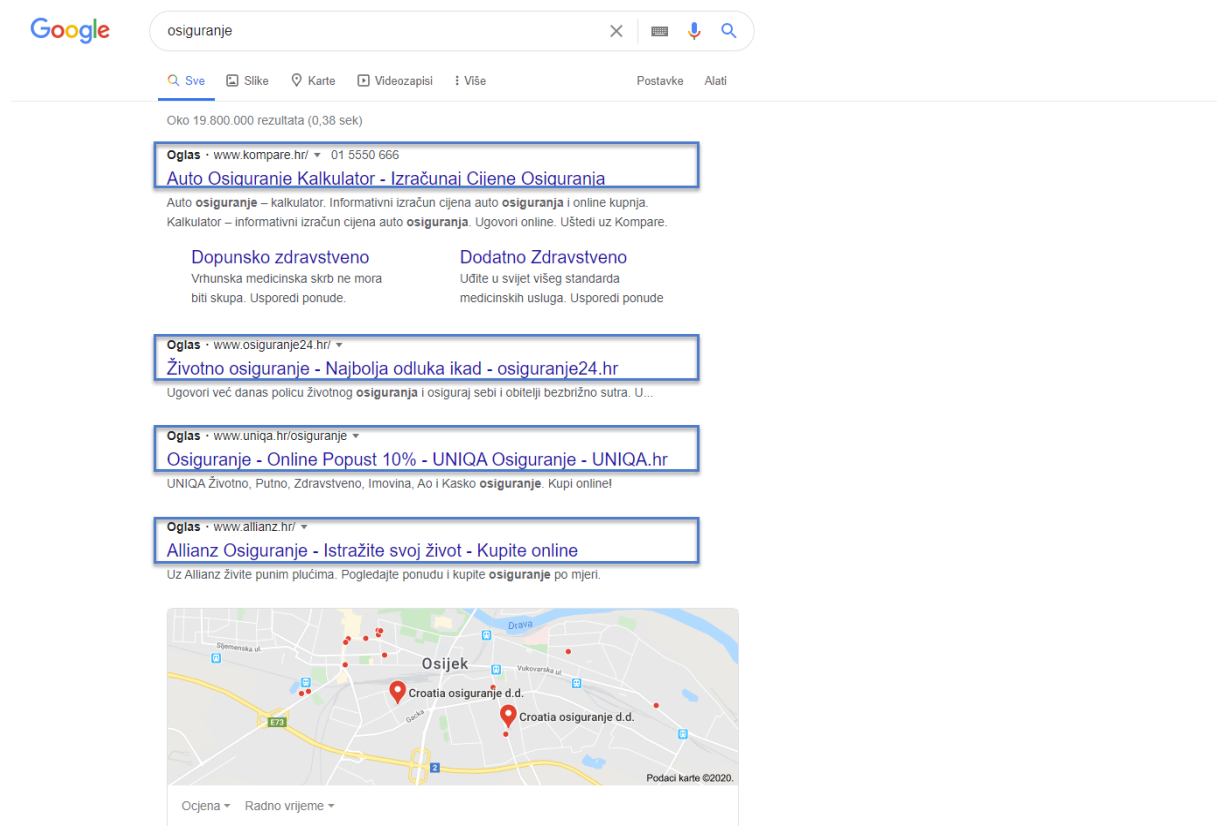 Google
osiguranje
Sve Slike Karte Videozapisi Više Postavke Alati
Oko 19.800.000 rezultata (0,38 sek)
Oglas · www.kompare.hr/ 01 5550 666
Auto Osiguranje Kalkulator - Izračunaj Cijene Osiguranja
Auto osiguranje – kalkulator. Informativni izračun cijena auto osiguranja i online kupnja.
Kalkulator – informativni izračun cijena auto osiguranja. Ugovori online. Uštedi uz Kompare.
Dopunsko zdravstveno
Vrhunska medicinska skrb ne mora
biti skupa. Usporedi ponude.
Dodatno Zdravstveno
Uđite u svijet višeg standarda
medicinskih usluga. Usporedi ponude
Oglas · www.osiguranje24.hr/
Životno osiguranje - Najbolja odluka ikad - osiguranje24.hr
Ugovori već danas policu životnog osiguranja i osiguraj sebi i obitelji bezbrižno sutra. U...
Oglas · www.uniqa.hr/osiguranje
Osiguranje - Online Popust 10% - UNIQA Osiguranje - UNIQA.hr
UNIQA Životno, Putno, Zdravstveno, Imovina, Ao i Kasko osiguranje. Kupi online!
Oglas · www.allianz.hr/
Allianz Osiguranje - Istražite svoj život - Kupite online
Uz Allianz živite punim plućima. Pogledajte ponudu i kupite osiguranje po mjeri.
Drava
Sljemenska ul.
Osijek
Vukovarska ul.
Croatia osiguranje d.d.
Gacka
Croatia osiguranje d.d.
E73
2
Podaci karte ©2020.
Ocjena Radno vrijeme